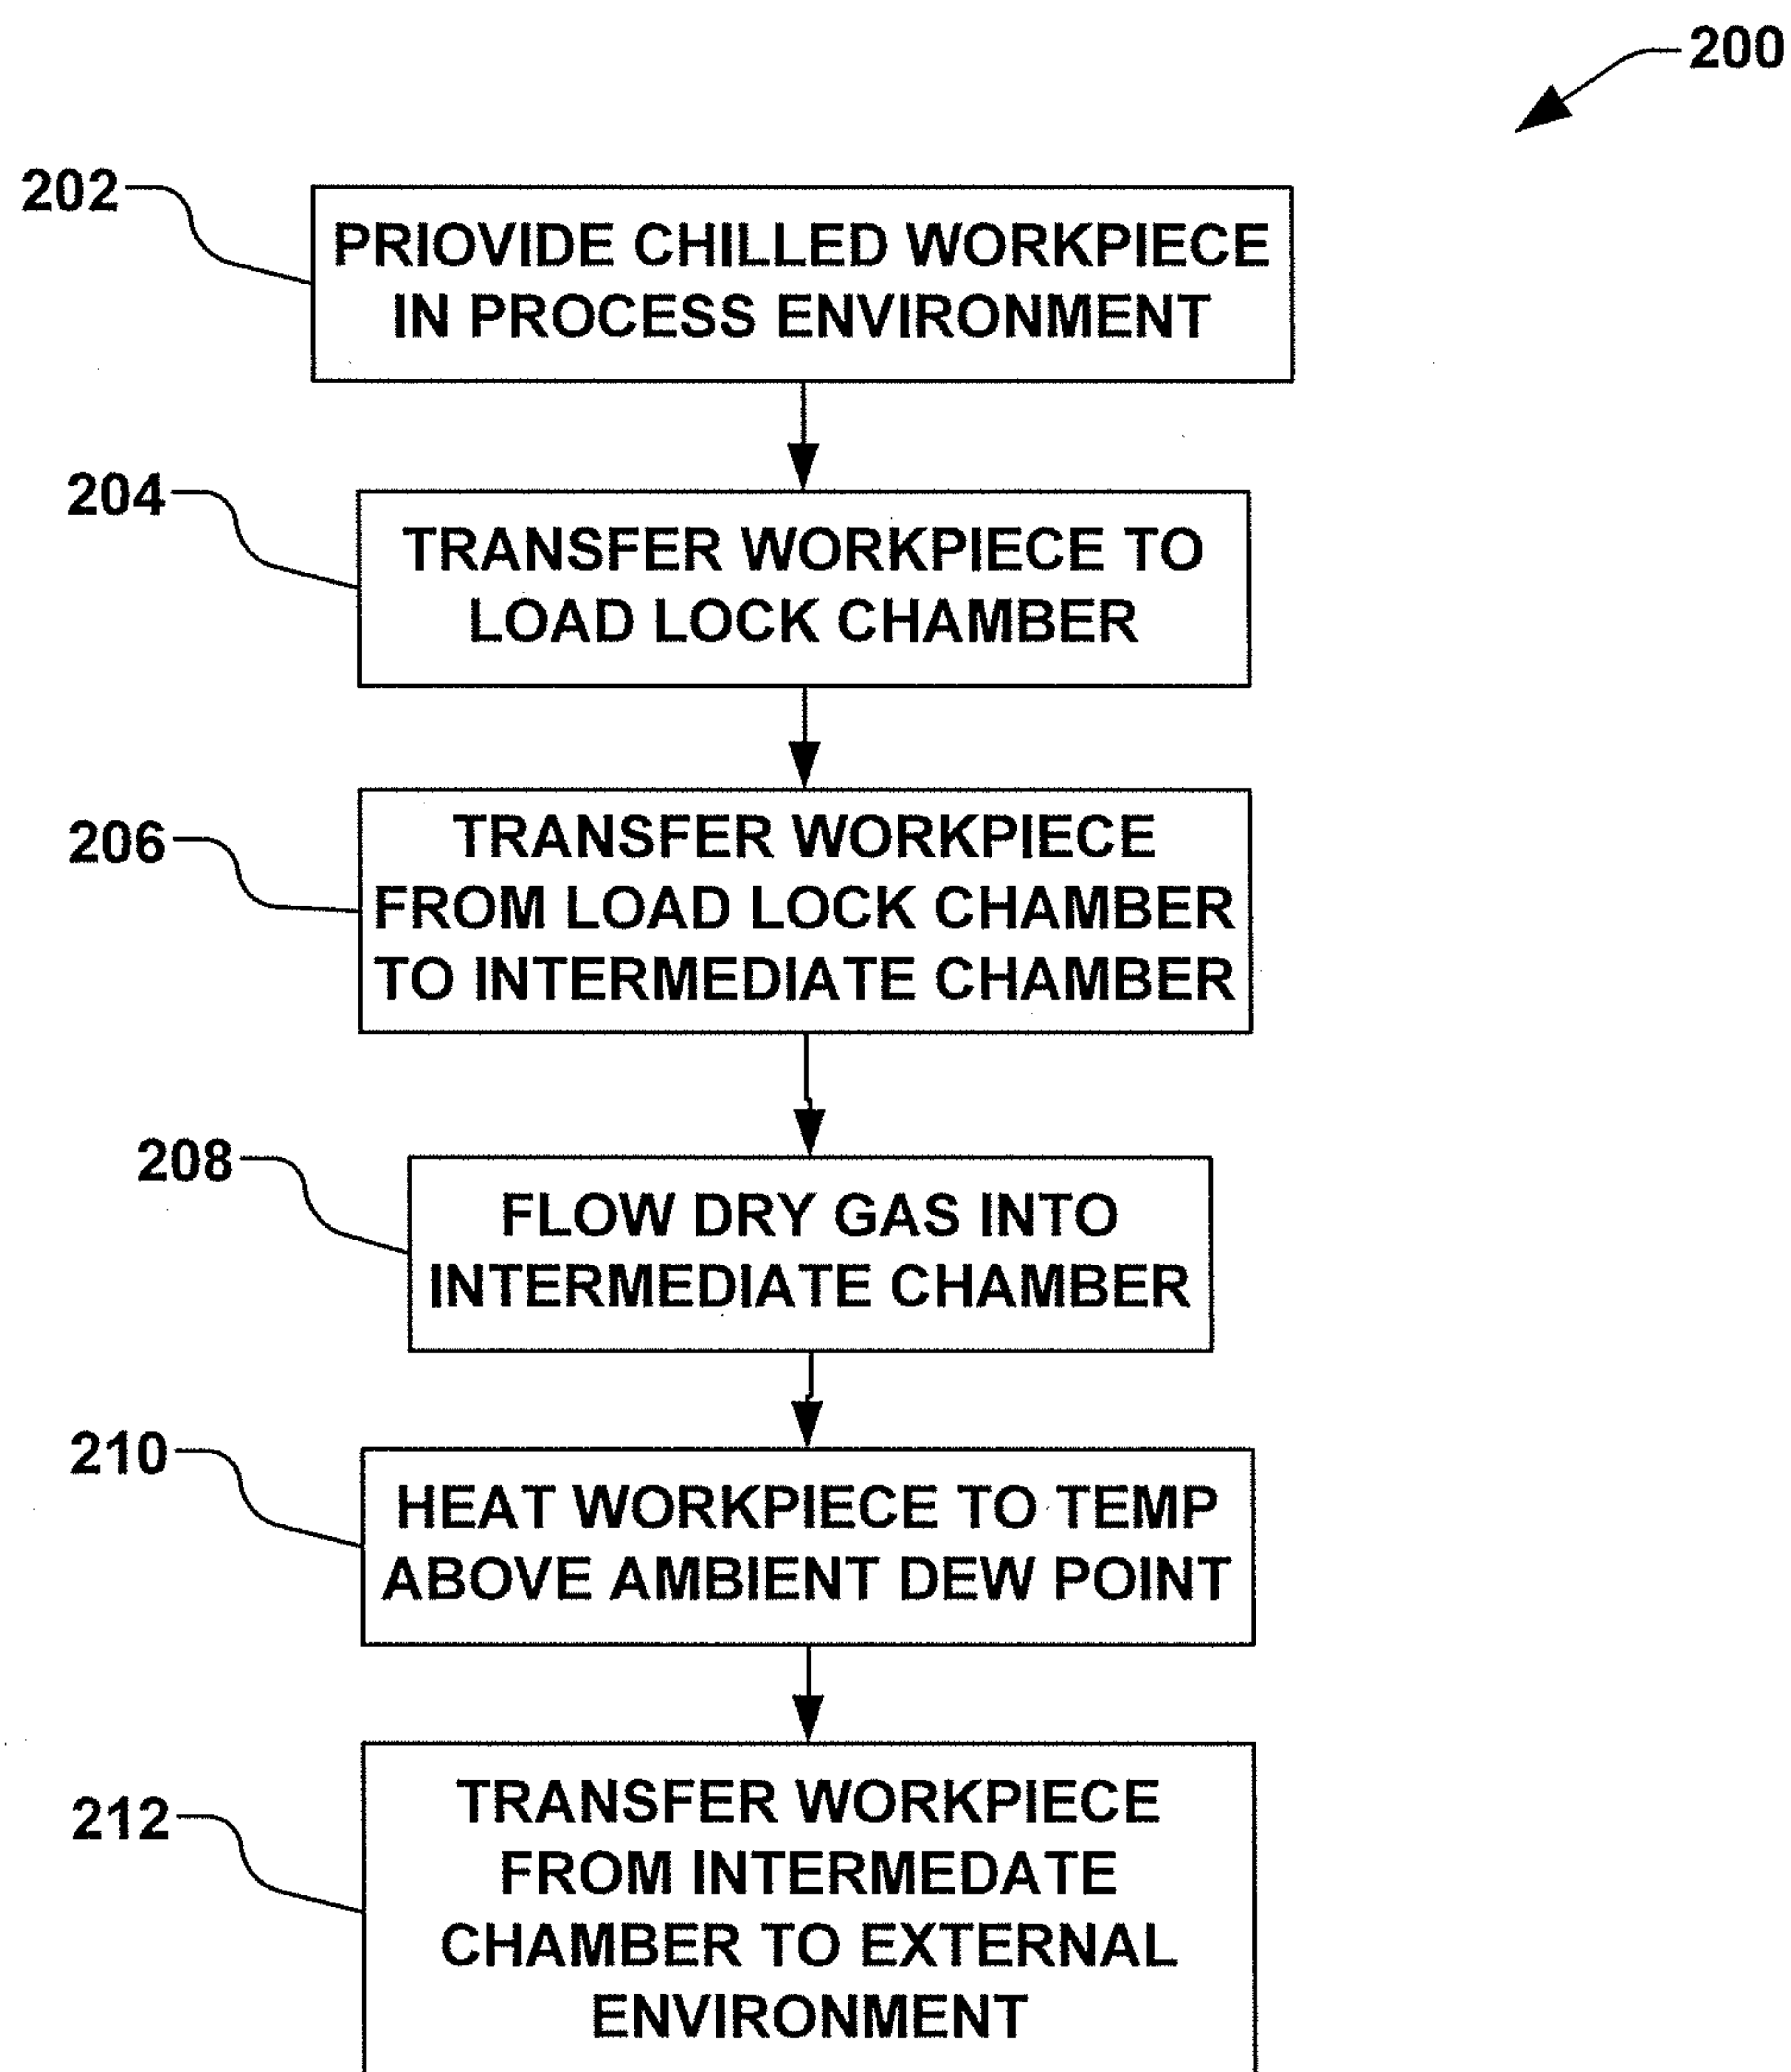 200
202
PRIOVIDE CHILLED WORKPIECE
IN PROCESS ENVIRONMENT
204
TRANSFER WORKPIECE TO
LOAD LOCK CHAMBER
206
TRANSFER WORKPIECE
FROM LOAD LOCK CHAMBER
TO INTERMEDIATE CHAMBER
208
FLOW DRY GAS INTO
INTERMEDIATE CHAMBER
210
HEAT WORKPIECE TO TEMP
ABOVE AMBIENT DEW POINT
212
TRANSFER WORKPIECE
FROM INTERMEDATE
CHAMBER TO EXTERNAL
ENVIRONMENT